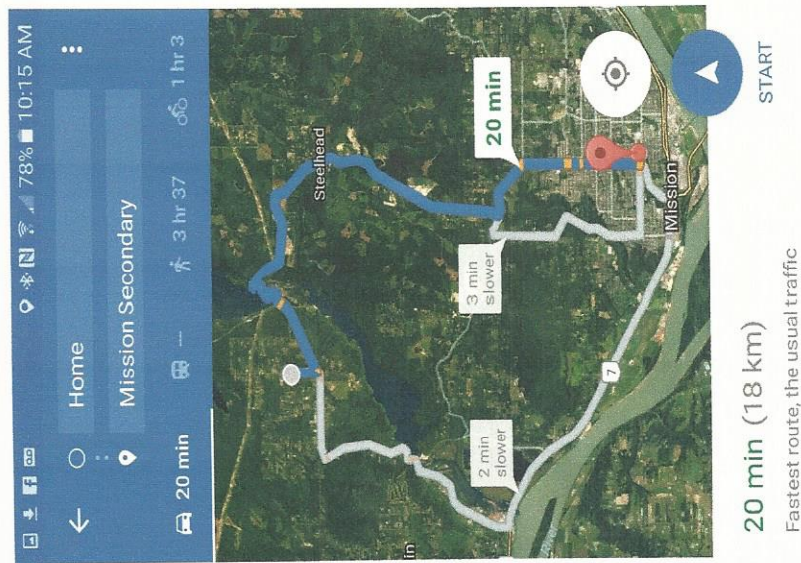 78% 10:15 AM
Home
Mission Secondary
20 min
—
3 hr 37
1 hr 3
Steelhead
20 min
3 min
slower
2 min
slower
in
7
Mission
20 min (18 km)
Fastest route, the usual traffic
START